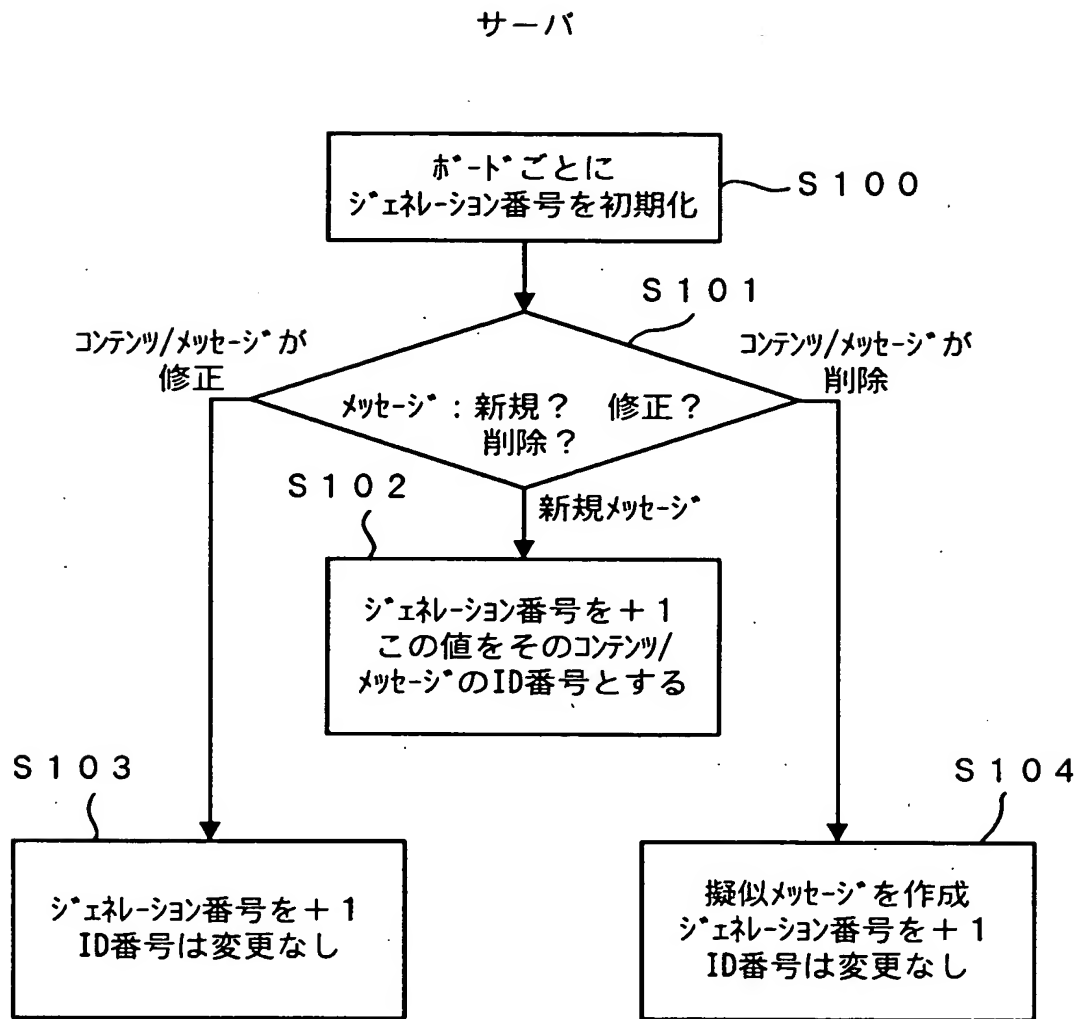 サーバ
ボードごとに
ジェネレーション番号を初期化
S100
S101
コンテンツ/メッセージが
修正
コンテンツ/メッセージが
削除
メッセージ:新規? 修正?
削除?
S102
新規メッセージ
ジェネレーション番号を+1
この値をそのコンテンツ/
メッセージのID番号とする
S103
S104
ジェネレーション番号を+1
ID番号は変更なし
擬似メッセージを作成
ジェネレーション番号を+1
ID番号は変更なし